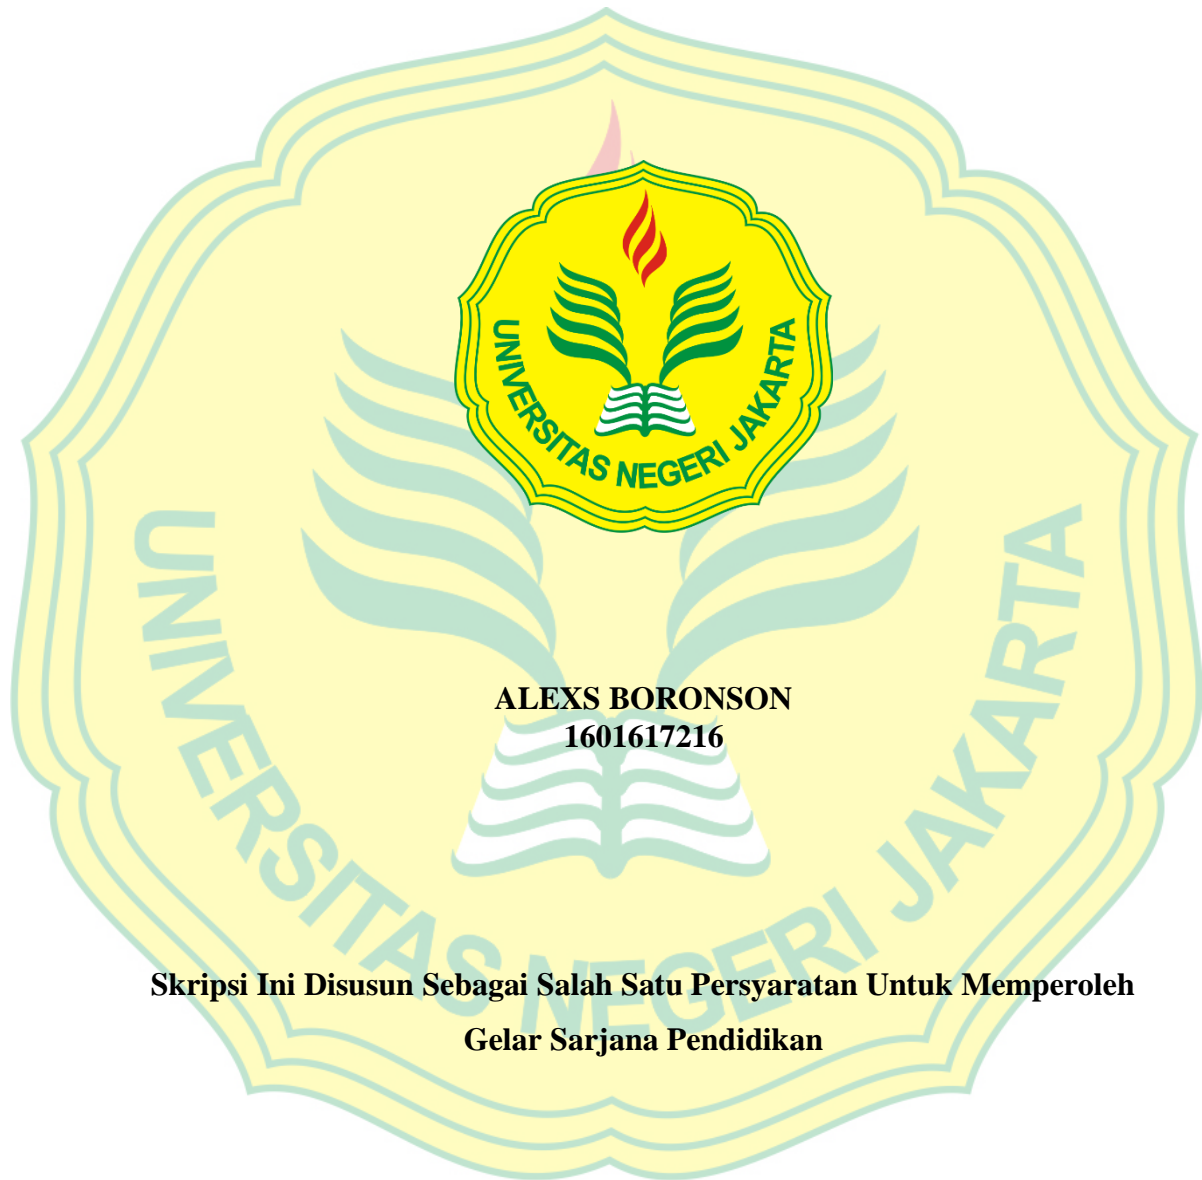 UNIVERSITAS NEGERI JAKARTA
ALEXS BORONSON
1601617216
Skripsi Ini Disusun Sebagai Salah Satu Persyaratan Untuk Memperoleh
Gelar Sarjana Pendidikan
UNIVERSITAS NEGERI JAKARTA